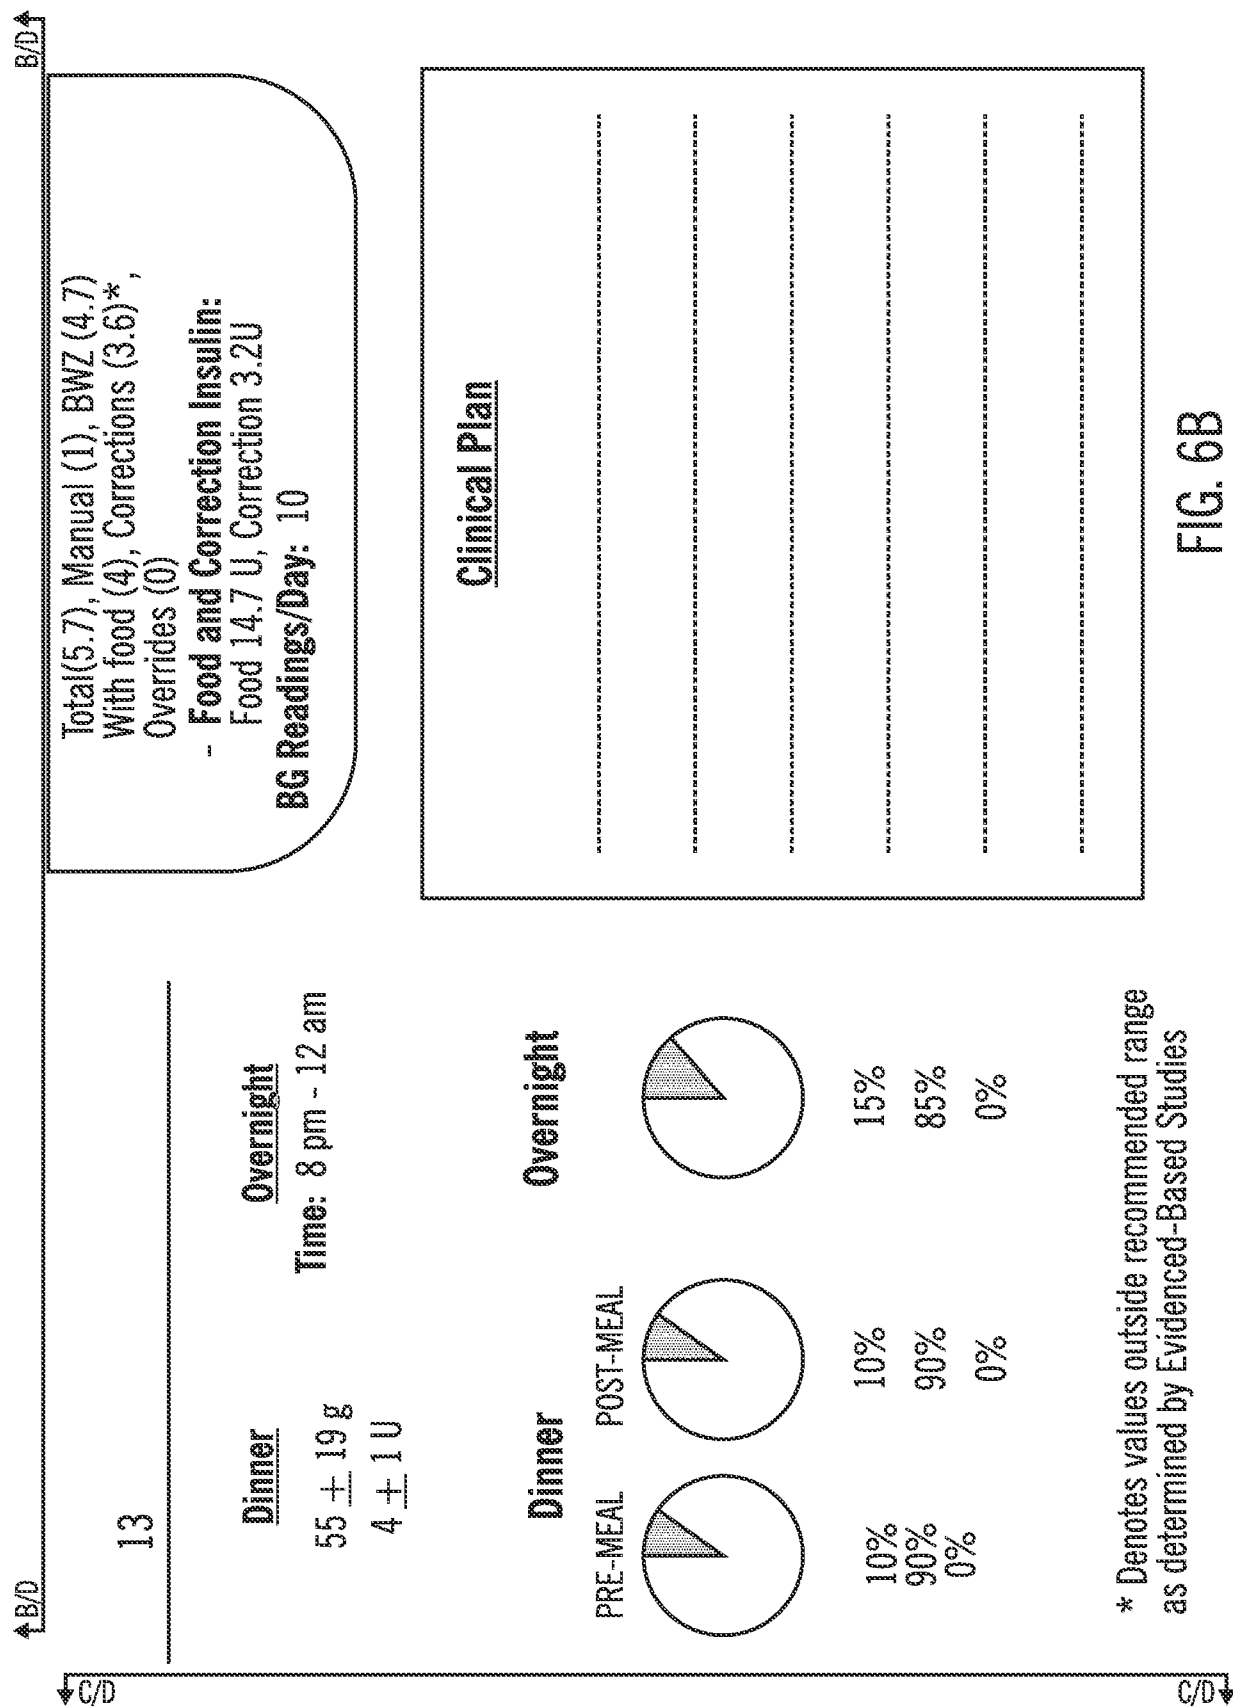 B/D
B/D
Total(5.7), Manual (1), BWZ (4.7)
With food (4), Corrections (3.6)*,
Overrides (0)
- Food and Correction Insulin:
Food 14.7 U, Correction 3.2U
BG Readings/Day: 10
13
Dinner
55 ± 19 g
4 ± 1 U
Overnight
Time: 8 pm - 12 am
Dinner
Overnight
PRE-MEAL
POST-MEAL
10%
90%
0%
10%
90%
0%
15%
85%
0%
* Denotes values outside recommended range
as determined by Evidenced-Based Studies
Clinical Plan
C/D
C/D
FIG. 6B